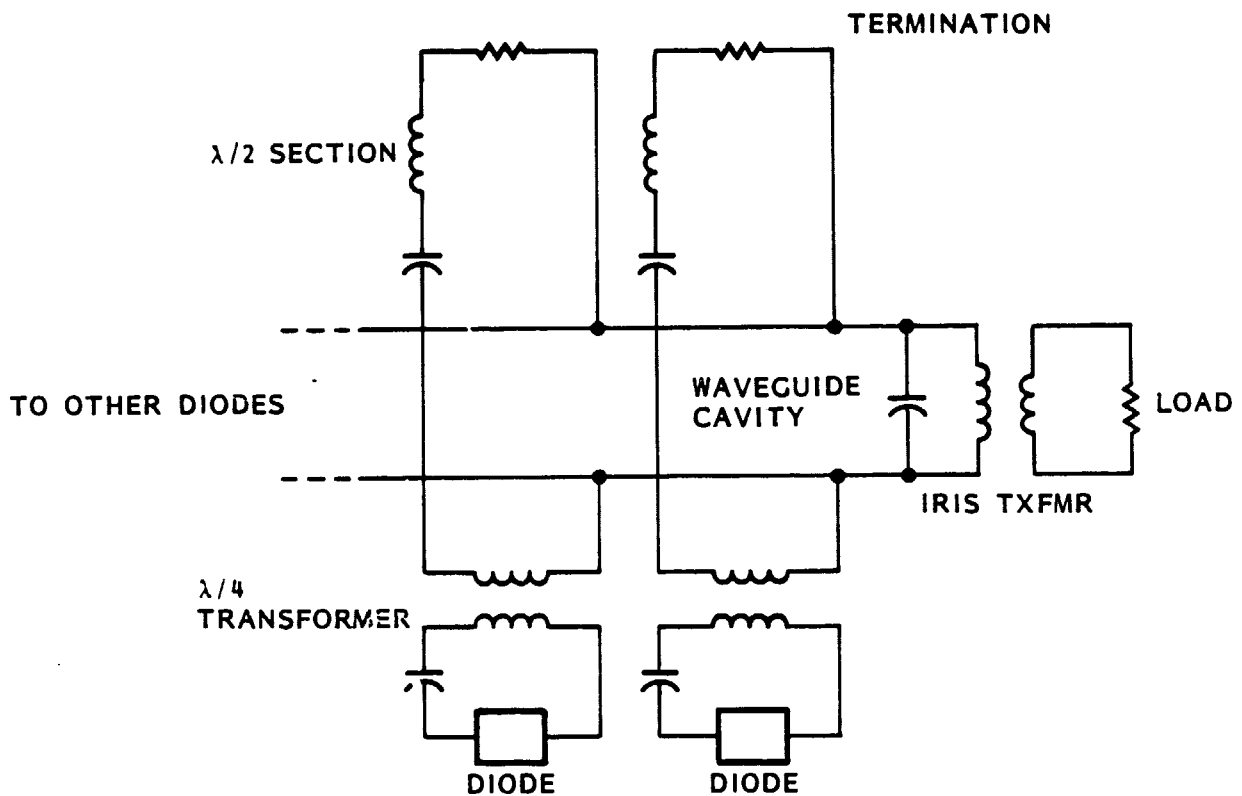 TERMINATION
λ/2 SECTION
TO OTHER DIODES
WAVEGUIDE
CAVITY
LOAD
IRIS TXFMR
λ/4
TRANSFORMER
DIODE
DIODE